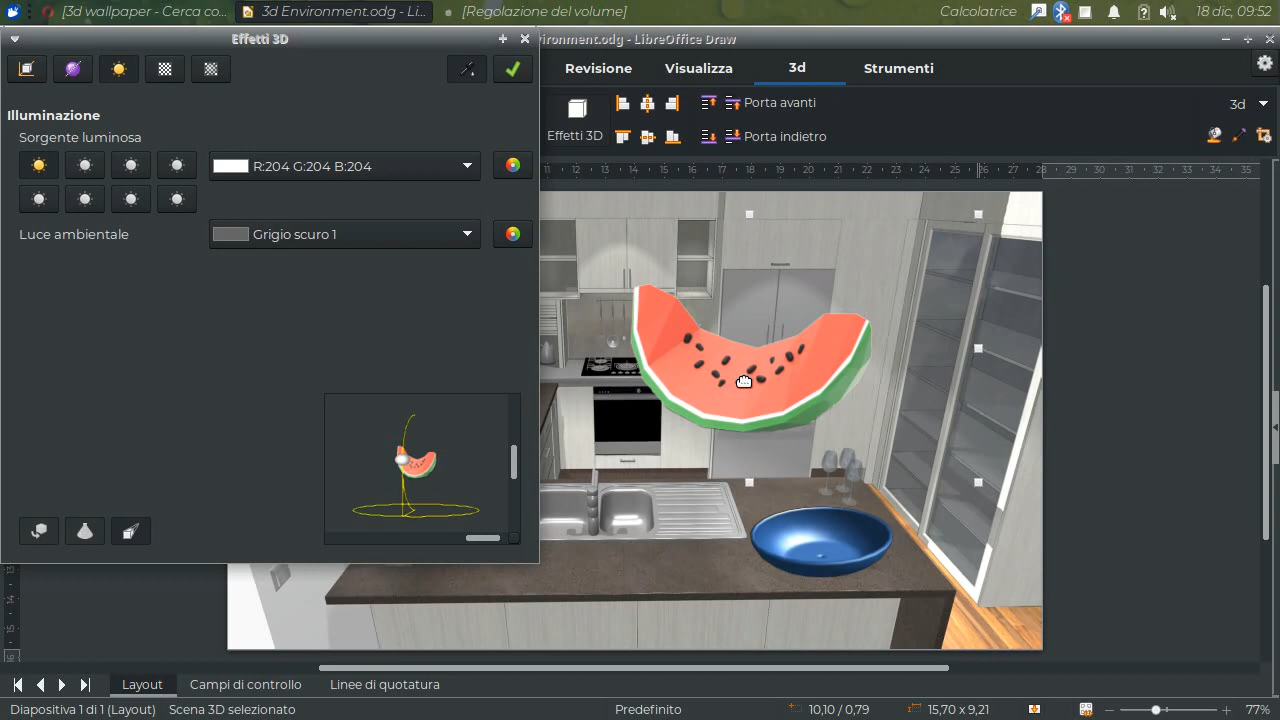 [3d wallpaper - Cerca co...
3d Environment.odg - Li...
[Regolazione del volume]
Calcolatrice
18 dic, 09:52
Effetti 3D
ironment.odg - LibreOffice Draw
Revisione
Visualizza
3d
Strumenti
Effetti 3D
Porta avanti
Porta indietro
3d
Illuminazione
Sorgente luminosa
R:204 G:204 B:204
Luce ambientale
Grigio scuro 1
11 12 13 14 15 16 17 18 19 20 21 22 23 24 25 26 27 28 29 30 31 32 33 34 35
13
14
15
16
Layout
Campi di controllo
Linee di quotatura
Diapositiva 1 di 1 (Layout)
Scena 3D selezionato
Predefinito
10,10 / 0,79
15,70 x 9,21
77%